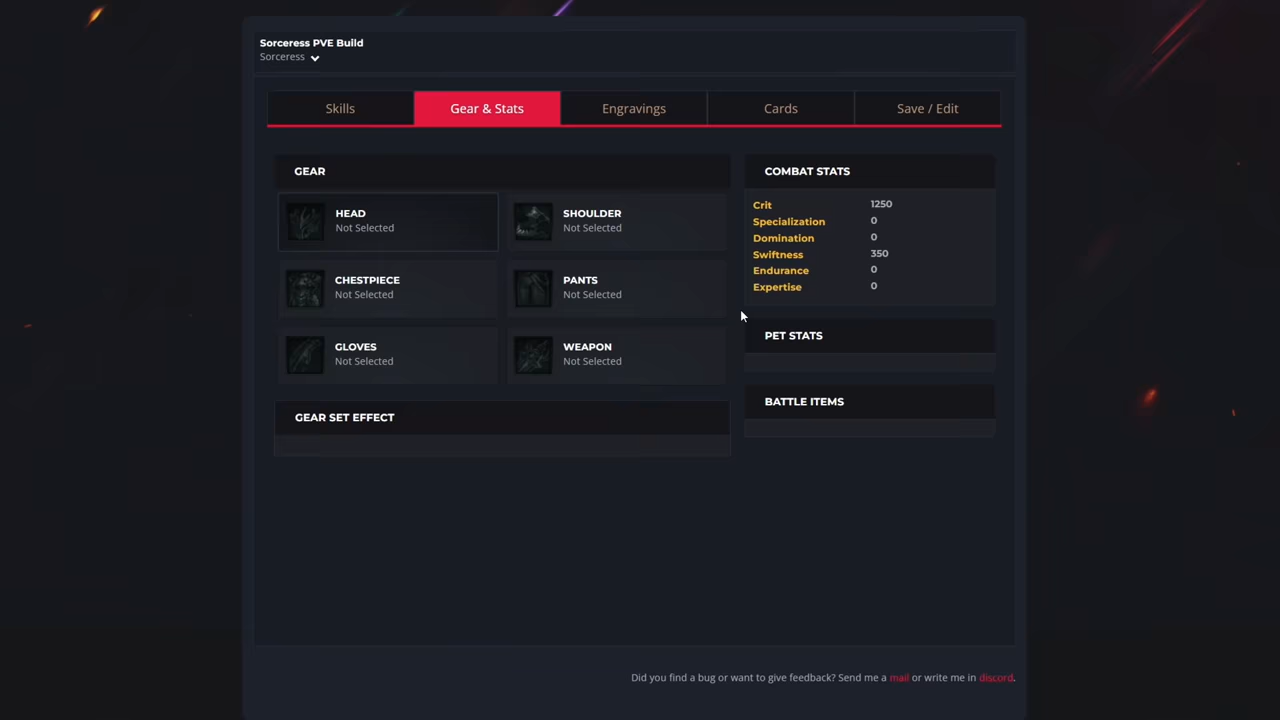 Sorceress PVE Build
Sorceress
Skills
Gear & Stats
Engravings
Cards
Save / Edit
GEAR
HEAD
Not Selected
SHOULDER
Not Selected
CHESTPIECE
Not Selected
PANTS
Not Selected
GLOVES
Not Selected
WEAPON
Not Selected
GEAR SET EFFECT
COMBAT STATS
Crit 1250
Specialization 0
Domination 0
Swiftness 350
Endurance 0
Expertise 0
PET STATS
BATTLE ITEMS
Did you find a bug or want to give feedback? Send me a mail or write me in discord.